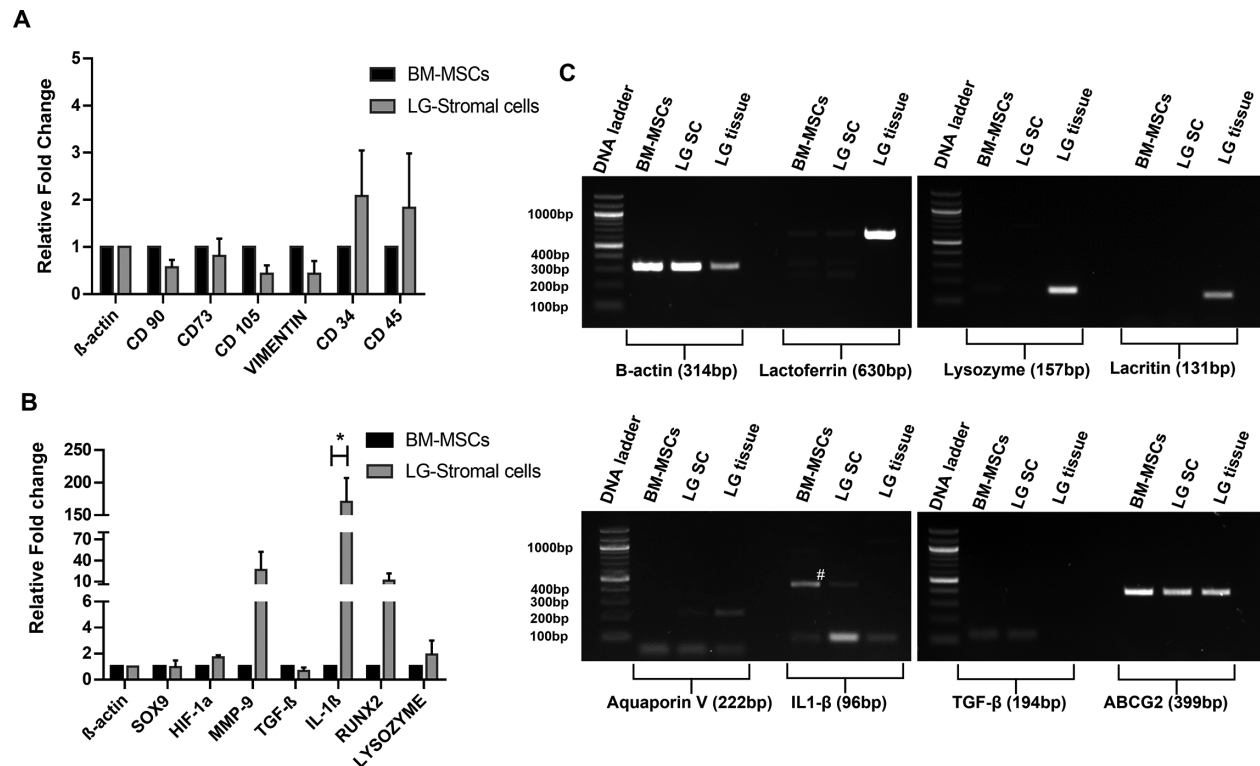 A
Relative Fold Change
5
4
3
2
1
0
BM-MSCs
LG-Stromal cells
ß-actin
CD 90
CD73
CD 105
VIMENTIN
CD 34
CD 45
B
Relative Fold change
250
200
150
70
40
10
6
4
2
0
*
BM-MSCs
LG-Stromal cells
ß-actin
SOX9
HIF-1a
MMP-9
TGF-ß
IL-1ß
RUNX2
LYSOZYME
C
DNA ladder
BM-MSCs
LG SC
LG tissue
BM-MSCs
LG SC
LG tissue
DNA ladder
BM-MSCs
LG SC
LG tissue
BM-MSCs
LG SC
LG tissue
1000bp
400bp
300bp
200bp
100bp
B-actin (314bp)
Lactoferrin (630bp)
Lysozyme (157bp)
Lacritin (131bp)
DNA ladder
BM-MSCs
LG SC
LG tissue
BM-MSCs
LG SC
LG tissue
DNA ladder
BM-MSCs
LG SC
LG tissue
BM-MSCs
LG SC
LG tissue
1000bp
400bp
300bp
200bp
100bp
#
Aquaporin V (222bp)
IL1-β (96bp)
TGF-β (194bp)
ABCG2 (399bp)